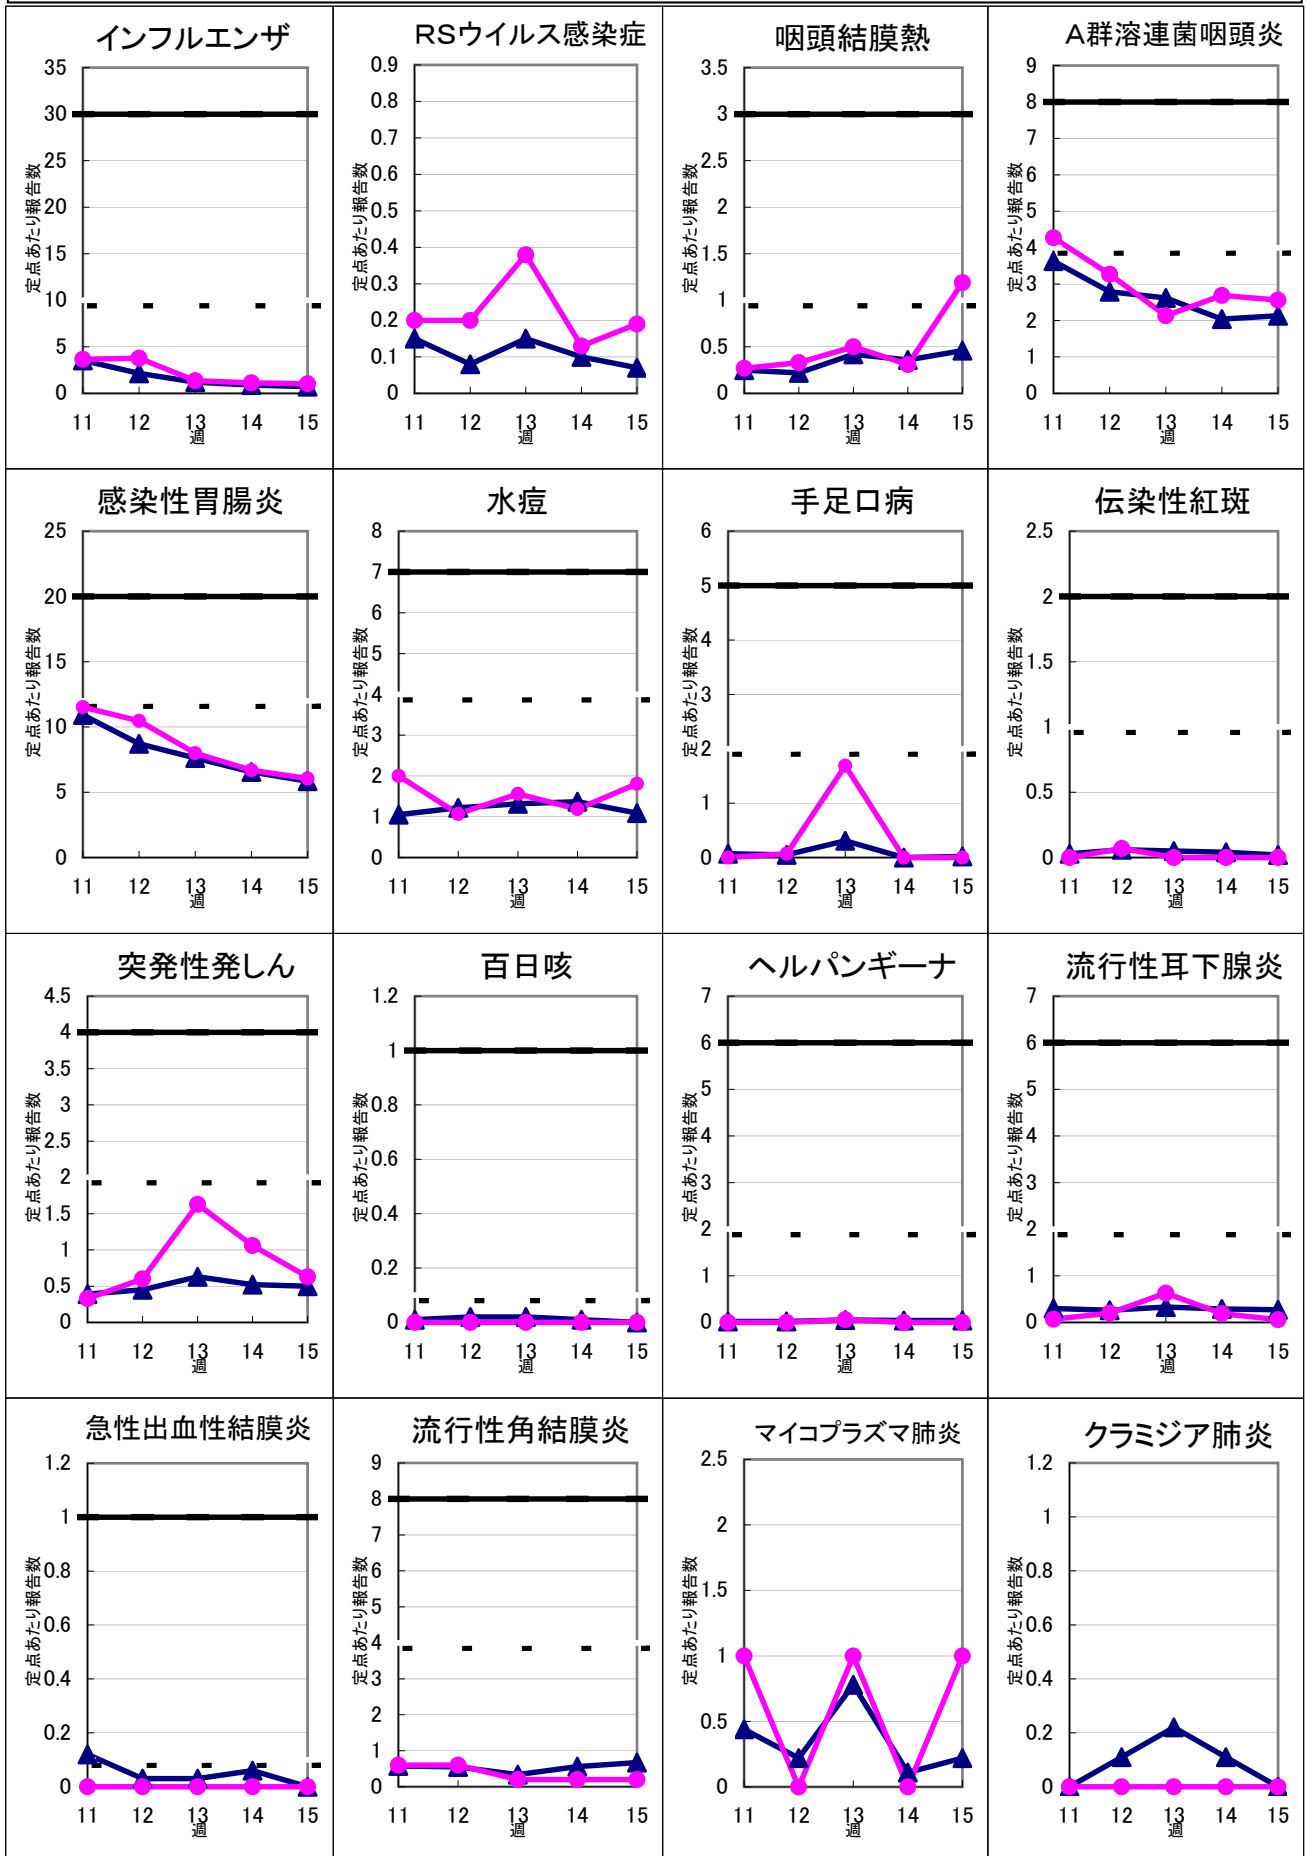 インフルエンザ
定点あたり報告数
35
30
25
20
15
10
5
0
11 12 13 14 15
週
RSウイルス感染症
定点あたり報告数
0.9
0.8
0.7
0.6
0.5
0.4
0.3
0.2
0.1
0
11 12 13 14 15
週
咽頭結膜熱
定点あたり報告数
3.5
3
2.5
2
1.5
1
0.5
0
11 12 13 14 15
週
A群溶連菌咽頭炎
定点あたり報告数
9
8
7
6
5
4
3
2
1
0
11 12 13 14 15
週
感染性胃腸炎
定点あたり報告数
25
20
15
10
5
0
11 12 13 14 15
週
水痘
定点あたり報告数
8
7
6
5
4
3
2
1
0
11 12 13 14 15
週
手足口病
定点あたり報告数
6
5
4
3
2
1
0
11 12 13 14 15
週
伝染性紅斑
定点あたり報告数
2.5
2
1.5
1
0.5
0
11 12 13 14 15
週
突発性発しん
定点あたり報告数
4.5
4
3.5
3
2.5
2
1.5
1
0.5
0
11 12 13 14 15
週
百日咳
定点あたり報告数
1.2
1
0.8
0.6
0.4
0.2
0
11 12 13 14 15
週
ヘルパンギーナ
定点あたり報告数
7
6
5
4
3
2
1
0
11 12 13 14 15
週
流行性耳下腺炎
定点あたり報告数
7
6
5
4
3
2
1
0
11 12 13 14 15
週
急性出血性結膜炎
定点あたり報告数
1.2
1
0.8
0.6
0.4
0.2
0
11 12 13 14 15
週
流行性角結膜炎
定点あたり報告数
9
8
7
6
5
4
3
2
1
0
11 12 13 14 15
週
マイコプラズマ肺炎
定点あたり報告数
2.5
2
1.5
1
0.5
0
11 12 13 14 15
週
クラミジア肺炎
定点あたり報告数
1.2
1
0.8
0.6
0.4
0.2
0
11 12 13 14 15
週